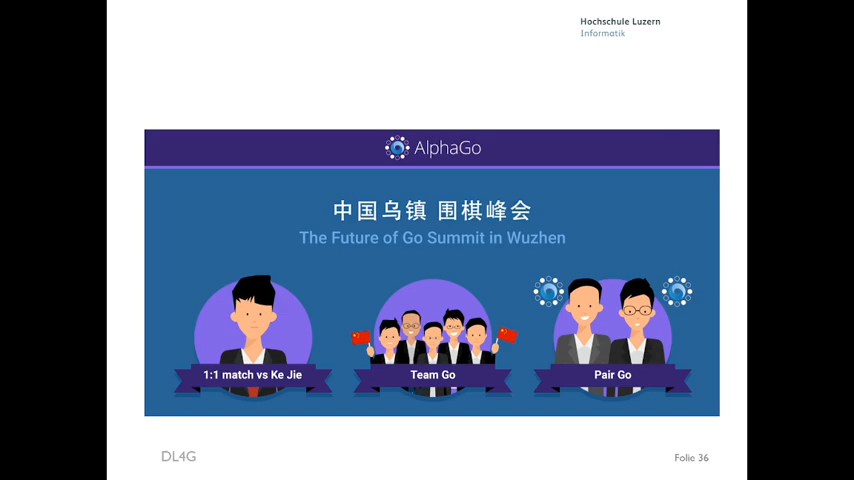 Hochschule Luzern
Informatik
AlphaGo
中国乌镇 围棋峰会
The Future of Go Summit in Wuzhen
1:1 match vs Ke Jie
Team Go
Pair Go
DL4G
Folie 36